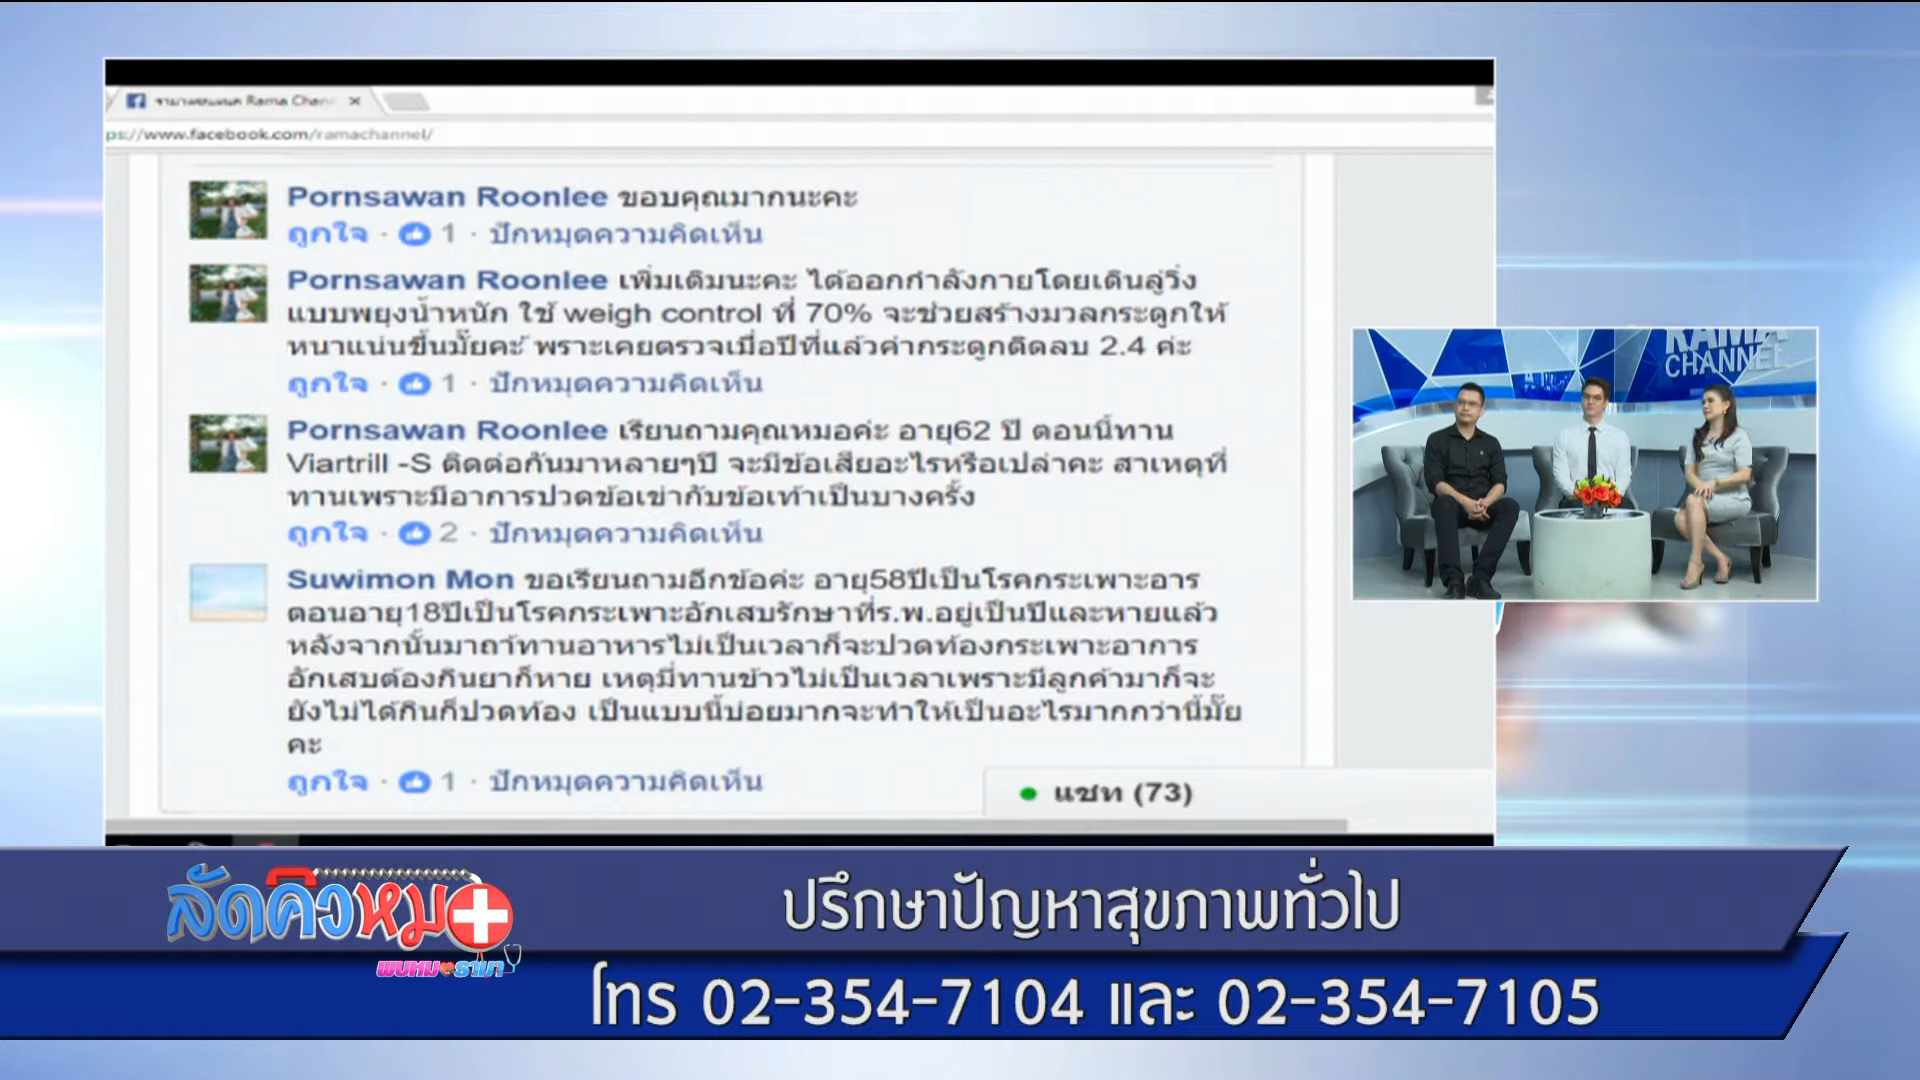 Rama Chan
ps://www.facebook.com/ramachannel/
Pornsawan Roonlee ขอบคุณมากนะคะ
ถูกใจ · 1 · ปักหมุดความคิดเห็น
Pornsawan Roonlee เพิ่มเติมนะคะ ได้ออกกำลังกายโดยเดินลู่วิ่ง
แบบพยุงน้ำหนัก ใช้ weigh control ที่ 70% จะช่วยสร้างมวลกระดูกให้
หนาแน่นขึ้นมั๊ยคะ พราะเคยตรวจเมื่อปีที่แล้วค่ากระดูกติดลบ 2.4 ค่ะ
ถูกใจ · 1 · ปักหมุดความคิดเห็น
Pornsawan Roonlee เรียนถามคุณหมอค่ะ อายุ62 ปี ตอนนี้ทาน
Viartrill -S ติดต่อกันมาหลายๆปี จะมีข้อเสียอะไรหรือเปล่าคะ สาเหตุที่
ทานเพราะมีอาการปวดข้อเข่ากับข้อเท้าเป็นบางครั้ง
ถูกใจ · 2 · ปักหมุดความคิดเห็น
Suwimon Mon ขอเรียนถามอีกข้อค่ะ อายุ58ปีเป็นโรคกระเพาะอาร
ตอนอายุ18ปีเป็นโรคกระเพาะอักเสบรักษาที่ร.พ.อยู่เป็นปีและหายแล้ว
หลังจากนั้นมาถ้าทานอาหารไม่เป็นเวลาก็จะปวดท้องกระเพาะอาการ
อักเสบต้องกินยาก็หาย เหตุมี่ทานข้าวไม่เป็นเวลาเพราะมีลูกค้ามาก็จะ
ยังไม่ได้กินก็ปวดท้อง เป็นแบบนี้บ่อยมากจะทำให้เป็นอะไรมากกว่านี้มั๊ย
คะ
ถูกใจ · 1 · ปักหมุดความคิดเห็น
แชท (73)
RAMA
CHANNEL
ลัดคิวหมอ
พบหมอรามา
ปรึกษาปัญหาสุขภาพทั่วไป
โทร 02-354-7104 และ 02-354-7105